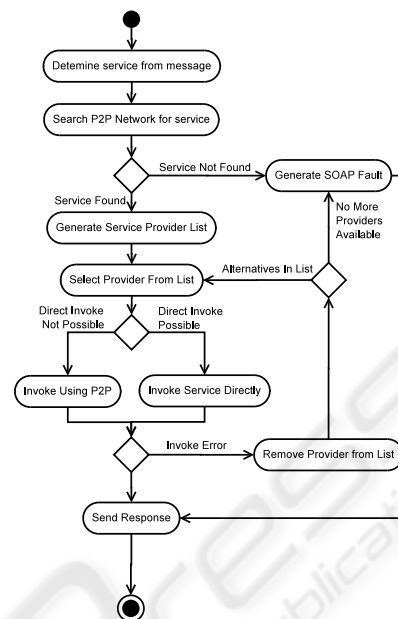 Detemine service from message
Search P2P Network for service
Service Not Found
Generate SOAP Fault
Service Found
No More
Providers
Available
Generate Service Provider List
Alternatives In List
Select Provider From List
Direct Invoke
Not Possible
Direct Invoke
Possible
Invoke Using P2P
Invoke Service Directly
Invoke Error
Remove Provider from List
Send Response